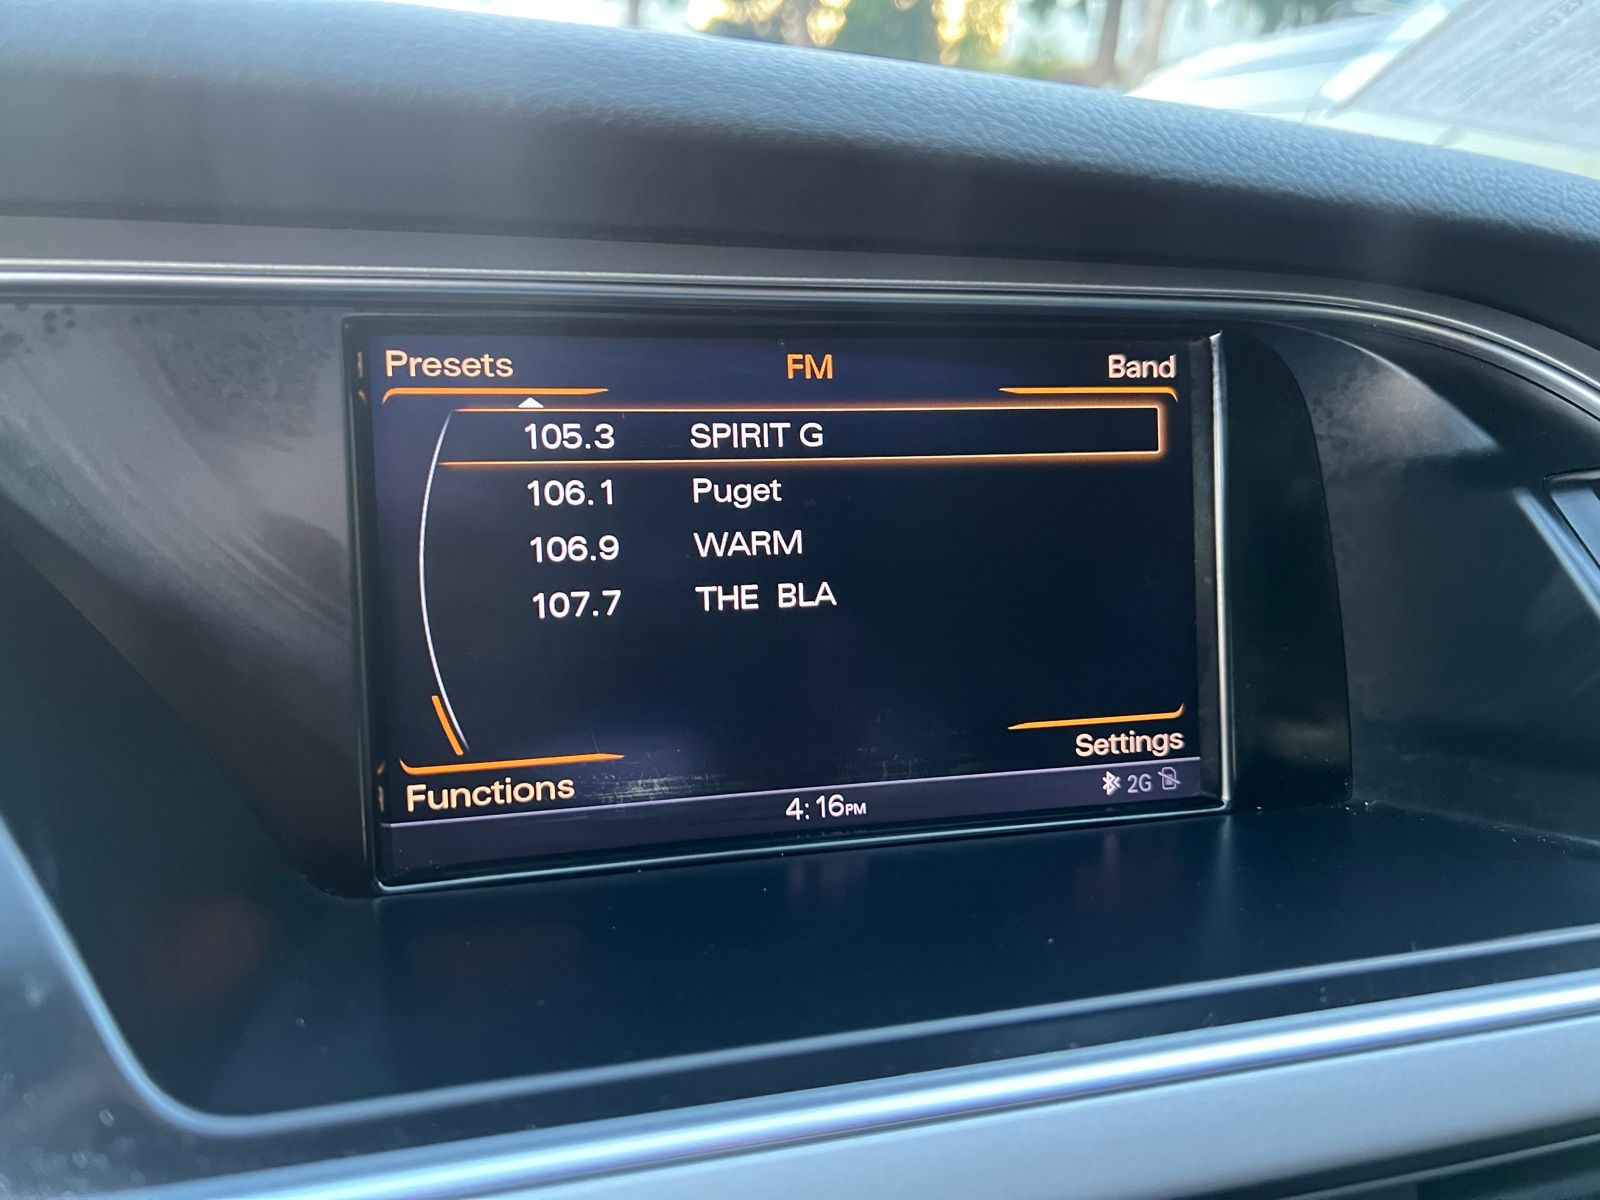 Presets FM Band
105.3 SPIRIT G
106.1 Puget
106.9 WARM
107.7 THE BLA
Settings
Functions
4:16PM
2G